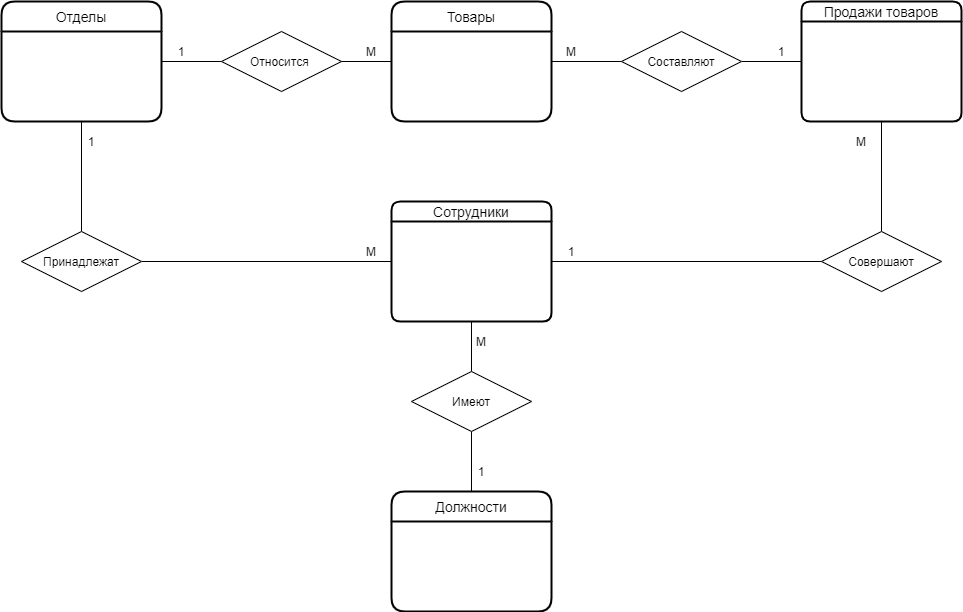 Отделы
Товары
Продажи товаров
1
Относится
М
М
Составляют
1
1
М
Сотрудники
Принадлежат
М
1
Совершают
М
Имеют
1
Должности